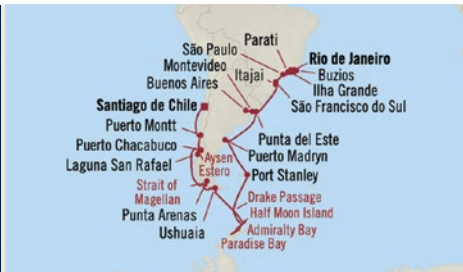 Parati
São Paulo
Rio de Janeiro
Montevideo
Itajai
Buzios
Buenos Aires
Ilha Grande
Santiago de Chile
São Francisco do Sul
Puerto Montt
Punta del Este
Puerto Chacabuco
Puerto Madryn
Aysen
Estero
Laguna San Rafael
Port Stanley
Strait of
Magellan
Drake Passage
Punta Arenas
Half Moon Island
Ushuaia
Admiralty Bay
Paradise Bay